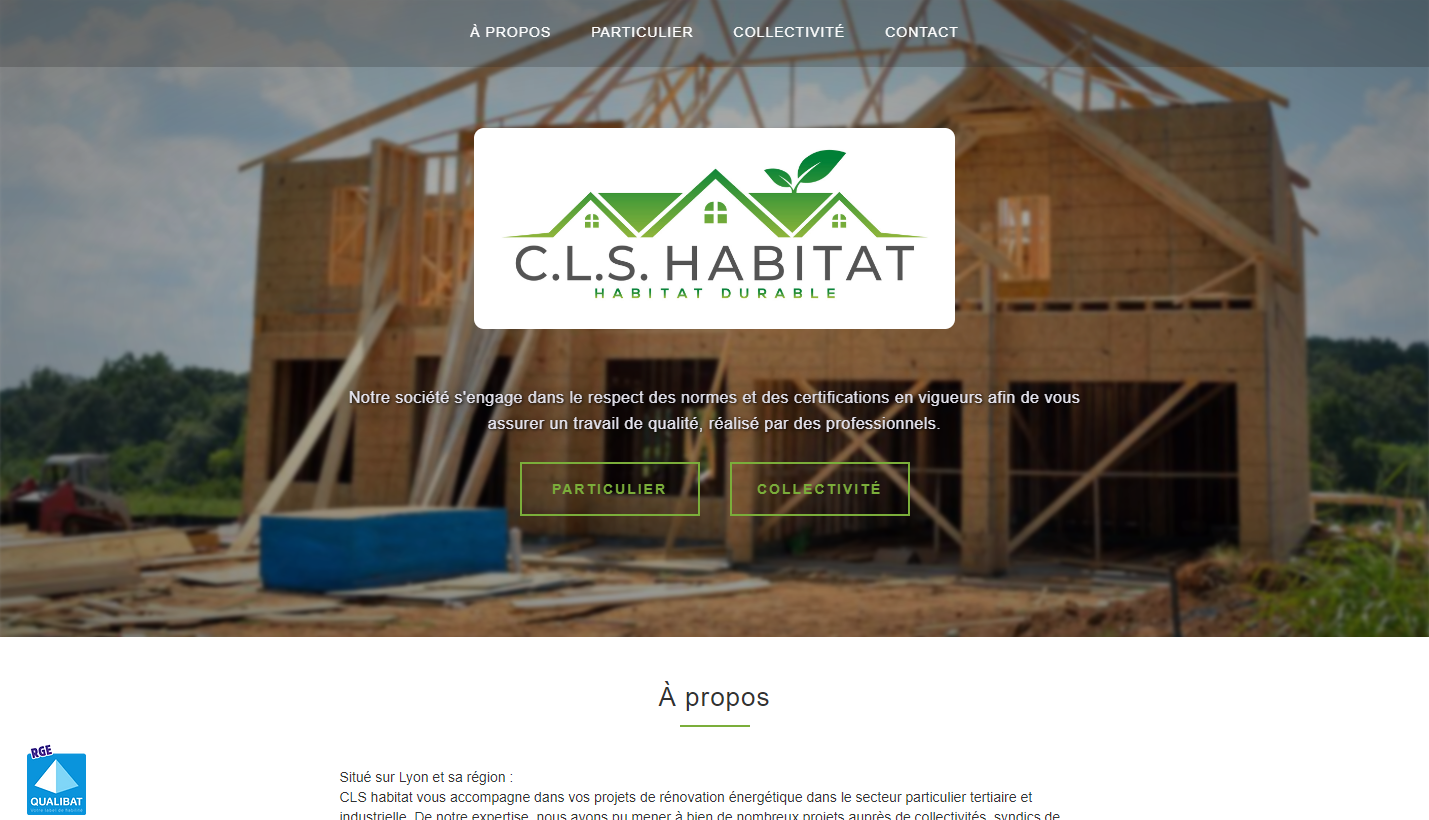 À PROPOS PARTICULIER COLLECTIVITÉ CONTACT
C.L.S. HABITAT
HABITAT DURABLE
Notre société s'engage dans le respect des normes et des certifications en vigueurs afin de vous
assurer un travail de qualité, réalisé par des professionnels.
PARTICULIER COLLECTIVITÉ
À propos
RGE
QUALIBAT
Situé sur Lyon et sa région :
CLS habitat vous accompagne dans vos projets de rénovation énergétique dans le secteur particulier tertiaire et
industrielle. De notre expertise, nous avons pu mener à bien de nombreux projets auprès de collectivités, syndics de